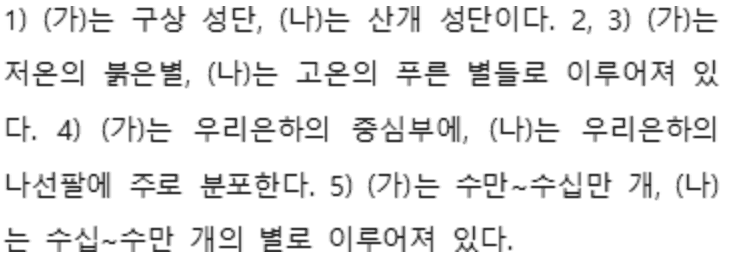 1) (가)는 구상 성단, (나)는 산개 성단이다. 2, 3) (가)는
저온의 붉은별, (나)는 고온의 푸른 별들로 이루어져 있
다. 4) (가)는 우리은하의 중심부에, (나)는 우리은하의
나선팔에 주로 분포한다. 5) (가)는 수만~수십만 개, (나)
는 수십~수만 개의 별로 이루어져 있다.